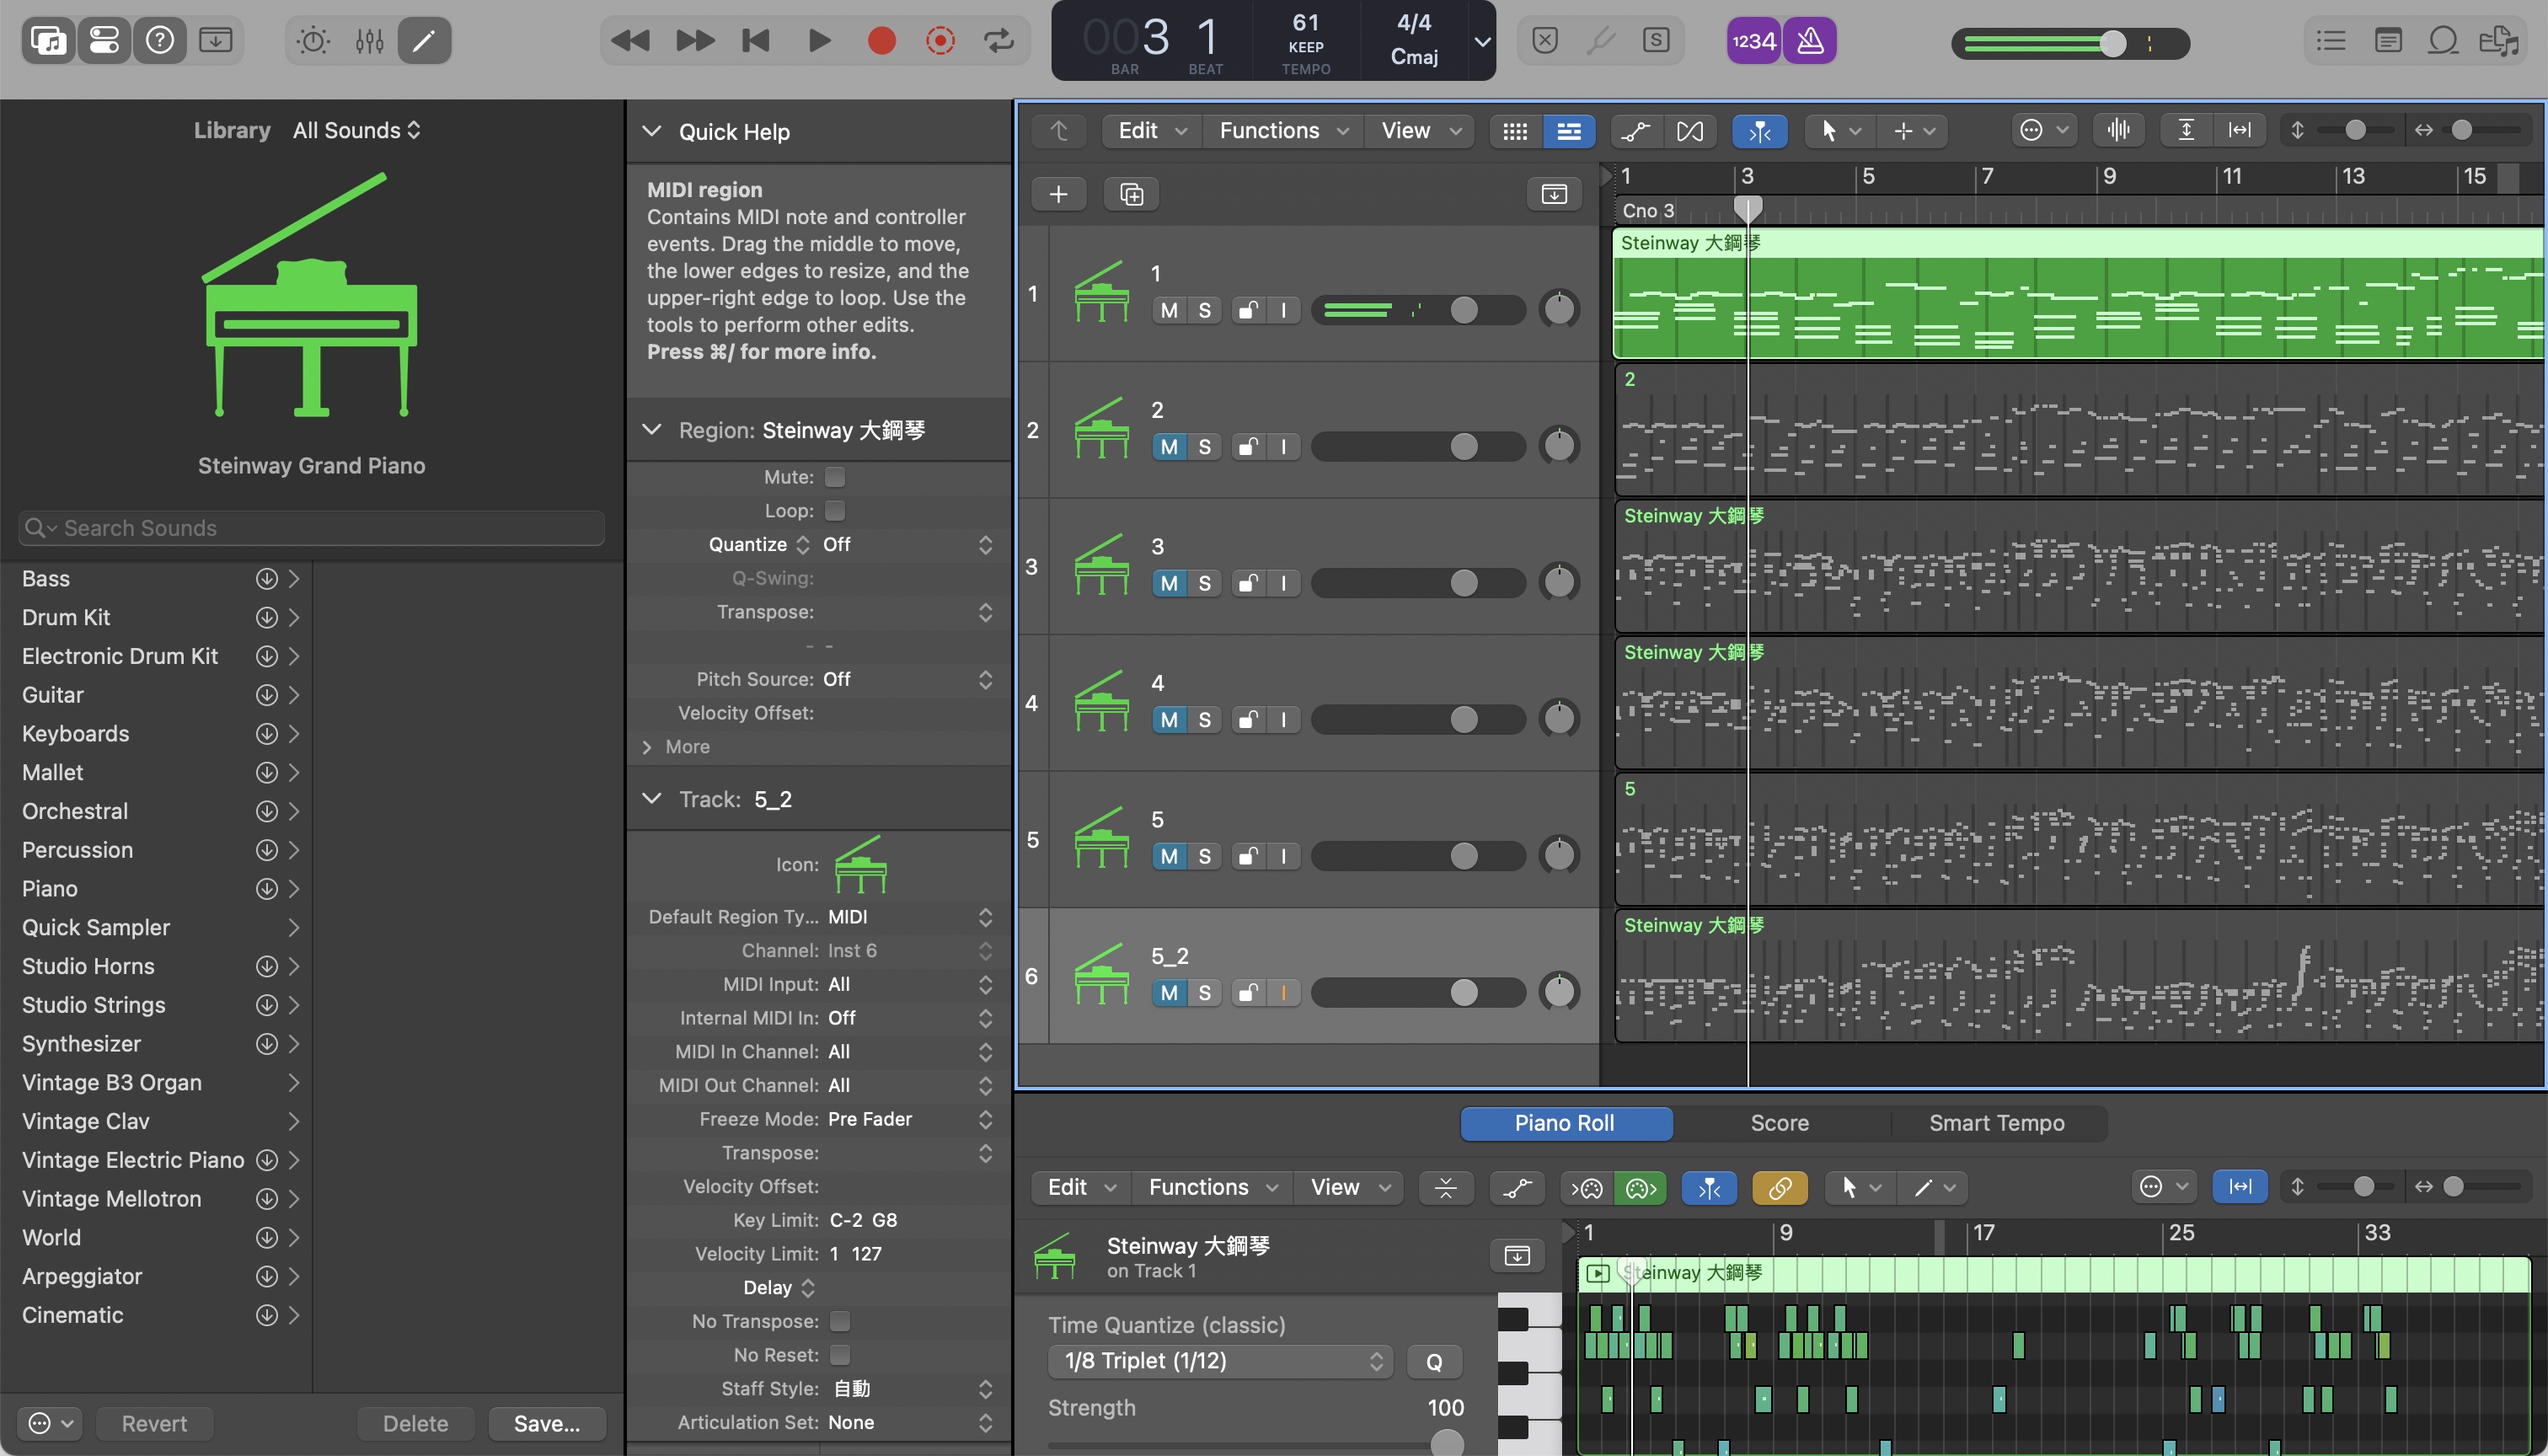 003 1
BAR BEAT
61
KEEP
TEMPO
4/4
Cmaj
S
1234
Library All Sounds
Steinway Grand Piano
Search Sounds
Bass
Drum Kit
Electronic Drum Kit
Guitar
Keyboards
Mallet
Orchestral
Percussion
Piano
Quick Sampler
Studio Horns
Studio Strings
Synthesizer
Vintage B3 Organ
Vintage Clav
Vintage Electric Piano
Vintage Mellotron
World
Arpeggiator
Cinematic
Revert Delete Save...
Quick Help
MIDI region
Contains MIDI note and controller
events. Drag the middle to move,
the lower edges to resize, and the
upper-right edge to loop. Use the
tools to perform other edits.
Press ⌘/ for more info.
Region: Steinway 大鋼琴
Mute:
Loop:
Quantize Off
Q-Swing:
Transpose:
- -
Pitch Source: Off
Velocity Offset:
More
Track: 5_2
Icon:
Default Region Ty... MIDI
Channel: Inst 6
MIDI Input: All
Internal MIDI In: Off
MIDI In Channel: All
MIDI Out Channel: All
Freeze Mode: Pre Fader
Transpose:
Velocity Offset:
Key Limit: C-2 G8
Velocity Limit: 1 127
Delay
No Transpose:
No Reset:
Staff Style: 自動
Articulation Set: None
Edit Functions View
1 3 5 7 9 11 13 15
Cno 3
1 1
M S I
Steinway 大鋼琴
2 2
M S I
2
3 3
M S I
Steinway 大鋼琴
4 4
M S I
Steinway 大鋼琴
5 5
M S I
5
6 5_2
M S I
Steinway 大鋼琴
Piano Roll Score Smart Tempo
Edit Functions View
1 9 17 25 33
Steinway 大鋼琴
on Track 1
Steinway 大鋼琴
Time Quantize (classic)
1/8 Triplet (1/12) Q
Strength 100